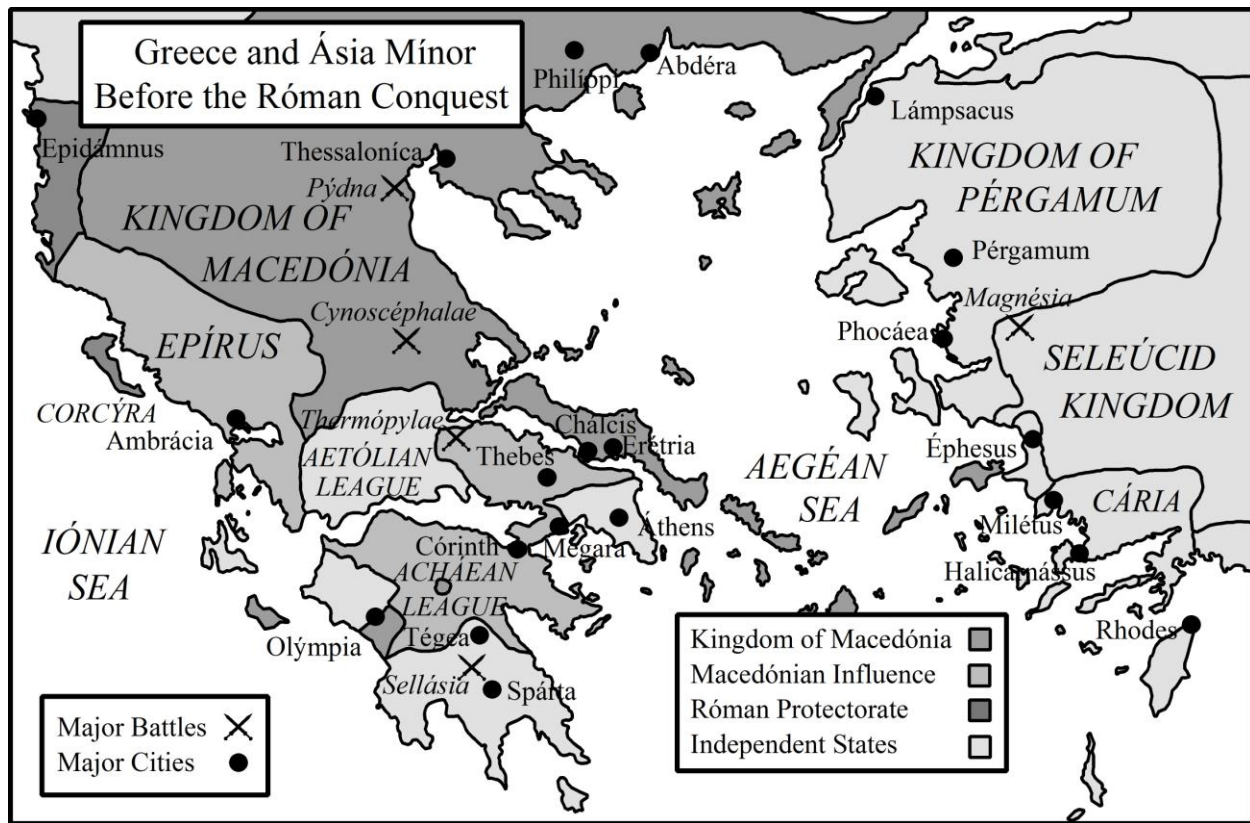 Greece and Ásia Mínor
Before the Róman Conquest
Philíppi
Abdéra
Lámpsacus
Epidámnus
Thessaloníca
Pýdna
KINGDOM OF
MACEDÓNIA
KINGDOM OF
PÉRGAMUM
Pérgamum
Magnésia
Cynoscéphalae
EPÍRUS
Phocáea
SELEÚCID
KINGDOM
CORCÝRA
Ambrácia
Thermópylae
Chálcis
Erétria
AETÓLIAN
LEAGUE
Thebes
AEGÉAN
SEA
Éphesus
CÁRIA
IÓNIAN
SEA
Córinth
Mégara
Áthens
Milétus
Halicarnássus
ACHÁEAN
LEAGUE
Olýmpia
Tégea
Rhodes
Sellásia
Spárta
Kingdom of Macedónia
Macedónian Influence
Róman Protectorate
Independent States
Major Battles
Major Cities